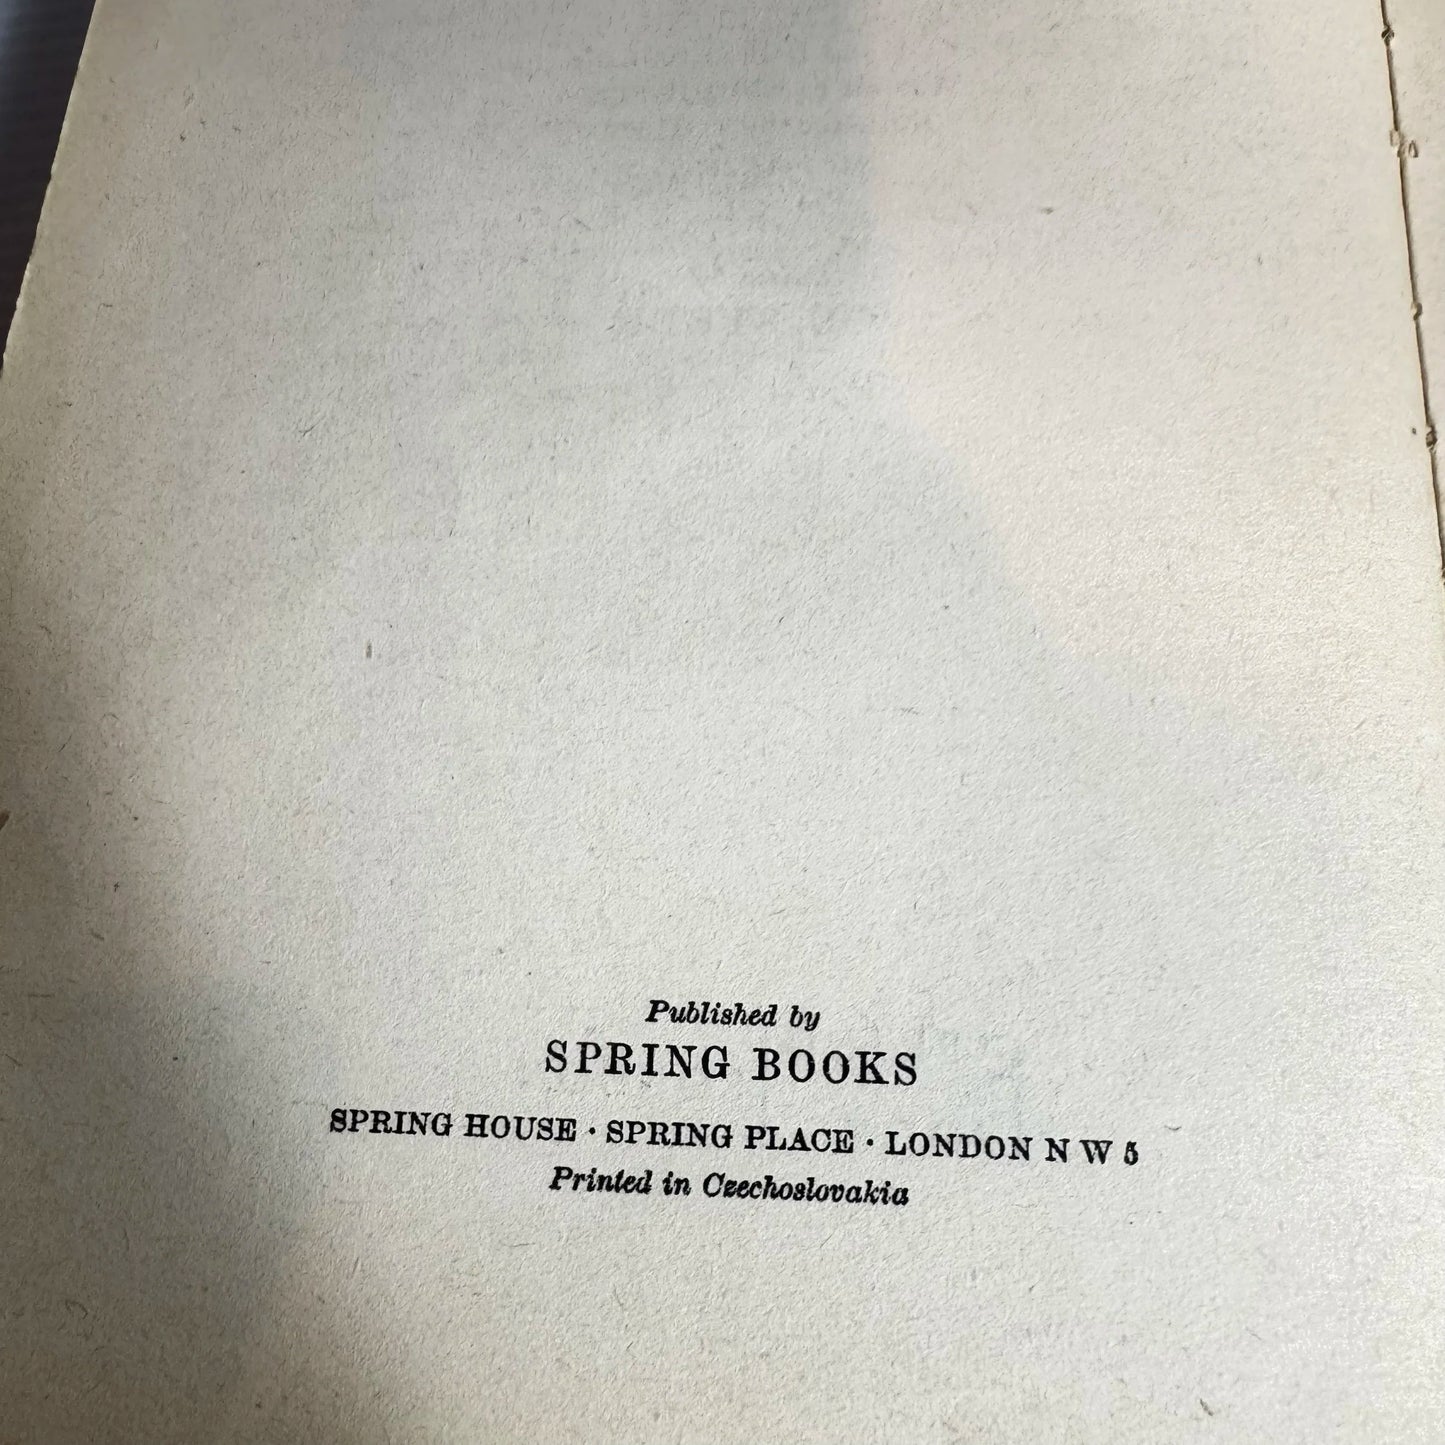 Published by
SPRING BOOKS
SPRING HOUSE · SPRING PLACE · LONDON N W 5
Printed in Czechoslovakia